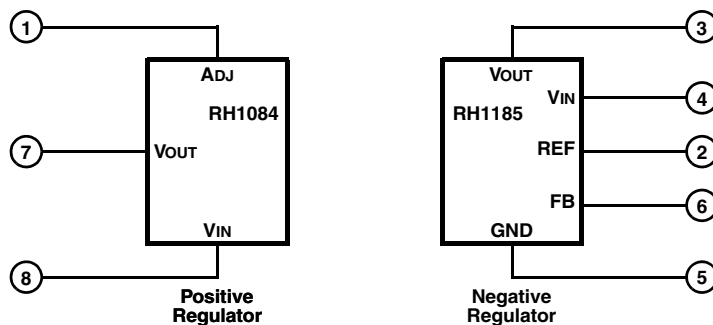 1
ADJ
RH1084
7
VOUT
VIN
8
Positive
Regulator
3
VOUT
VIN
4
RH1185
REF
2
FB
6
GND
5
Negative
Regulator